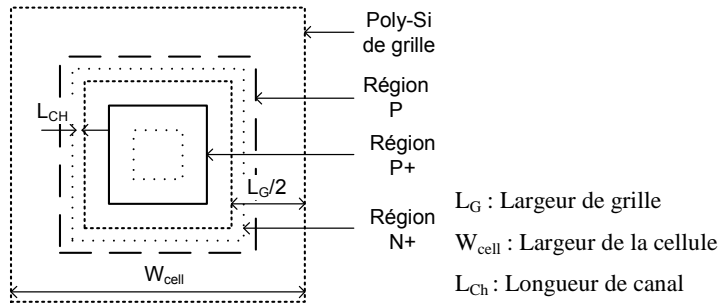 Poly-Si
de grille
Région
P
L_CH
Région
P+
L_G/2
L_G : Largeur de grille
Région
N+
W_cell : Largeur de la cellule
W_cell
L_Ch : Longueur de canal